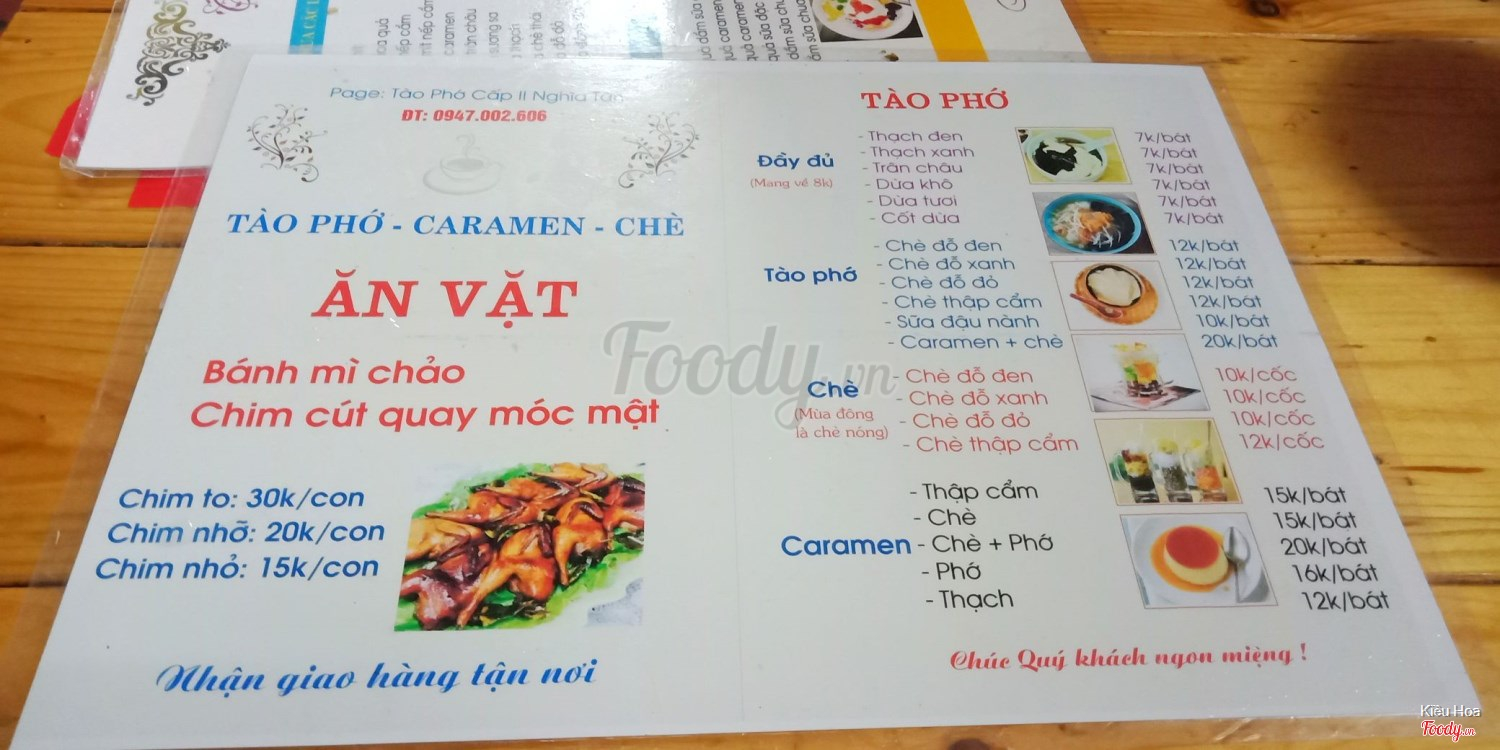 Page: Tào Phớ Cấp II Nghĩa Tân
ĐT: 0947.002.606
TÀO PHỚ - CARAMEN - CHÈ
ĂN VẶT
Bánh mì chảo
Chim cút quay móc mật
Chim to: 30k/con
Chim nhỡ: 20k/con
Chim nhỏ: 15k/con
Nhận giao hàng tận nơi
TÀO PHỚ
Đầy đủ
(Mang về 8k)
- Thạch đen 7k/bát
- Thạch xanh 7k/bát
- Trân châu 7k/bát
- Dừa khô 7k/bát
- Dừa tươi 7k/bát
- Cốt dừa 7k/bát
Tào phớ
- Chè đỗ đen 12k/bát
- Chè đỗ xanh 12k/bát
- Chè đỗ đỏ 12k/bát
- Chè thập cẩm 12k/bát
- Sữa đậu nành 10k/bát
- Caramen + chè 20k/bát
Chè
(Mùa đông
là chè nóng)
- Chè đỗ đen 10k/cốc
- Chè đỗ xanh 10k/cốc
- Chè đỗ đỏ 10k/cốc
- Chè thập cẩm 12k/cốc
Caramen
- Thập cẩm 15k/bát
- Chè 15k/bát
- Chè + Phớ 20k/bát
- Phớ 16k/bát
- Thạch 12k/bát
Chúc Quý khách ngon miệng !
Foody.vn
Kiều Hoa
Foody.vn